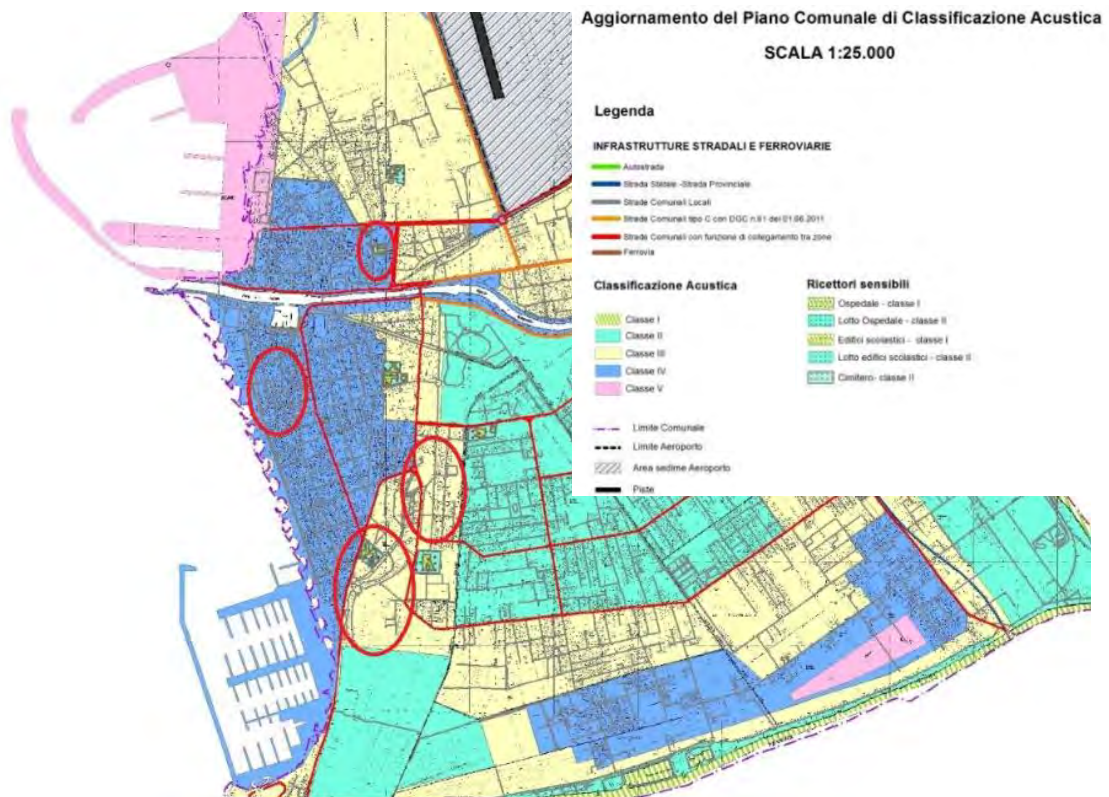 Aggiornamento del Piano Comunale di Classificazione Acustica
SCALA 1:25.000
Legenda
INFRASTRUTTURE STRADALI E FERROVIARIE
Autostrade
Strada Statale -Strada Provinciale
Strade Comunali Locali
Strade Comunali tipo C con DGC n.81 del 01.06.2011
Strade Comunali con funzione di collegamento tra zone
Ferrovia
Classificazione Acustica
Classe I
Classe II
Classe III
Classe IV
Classe V
Ricettori sensibili
Ospedale - classe I
Lotto Ospedale - classe II
Edifici scolastici - classe I
Lotto edifici scolastici - classe II
Cimitero- classe II
Limite Comunale
Limite Aeroporto
Area sedime Aeroporto
Piste